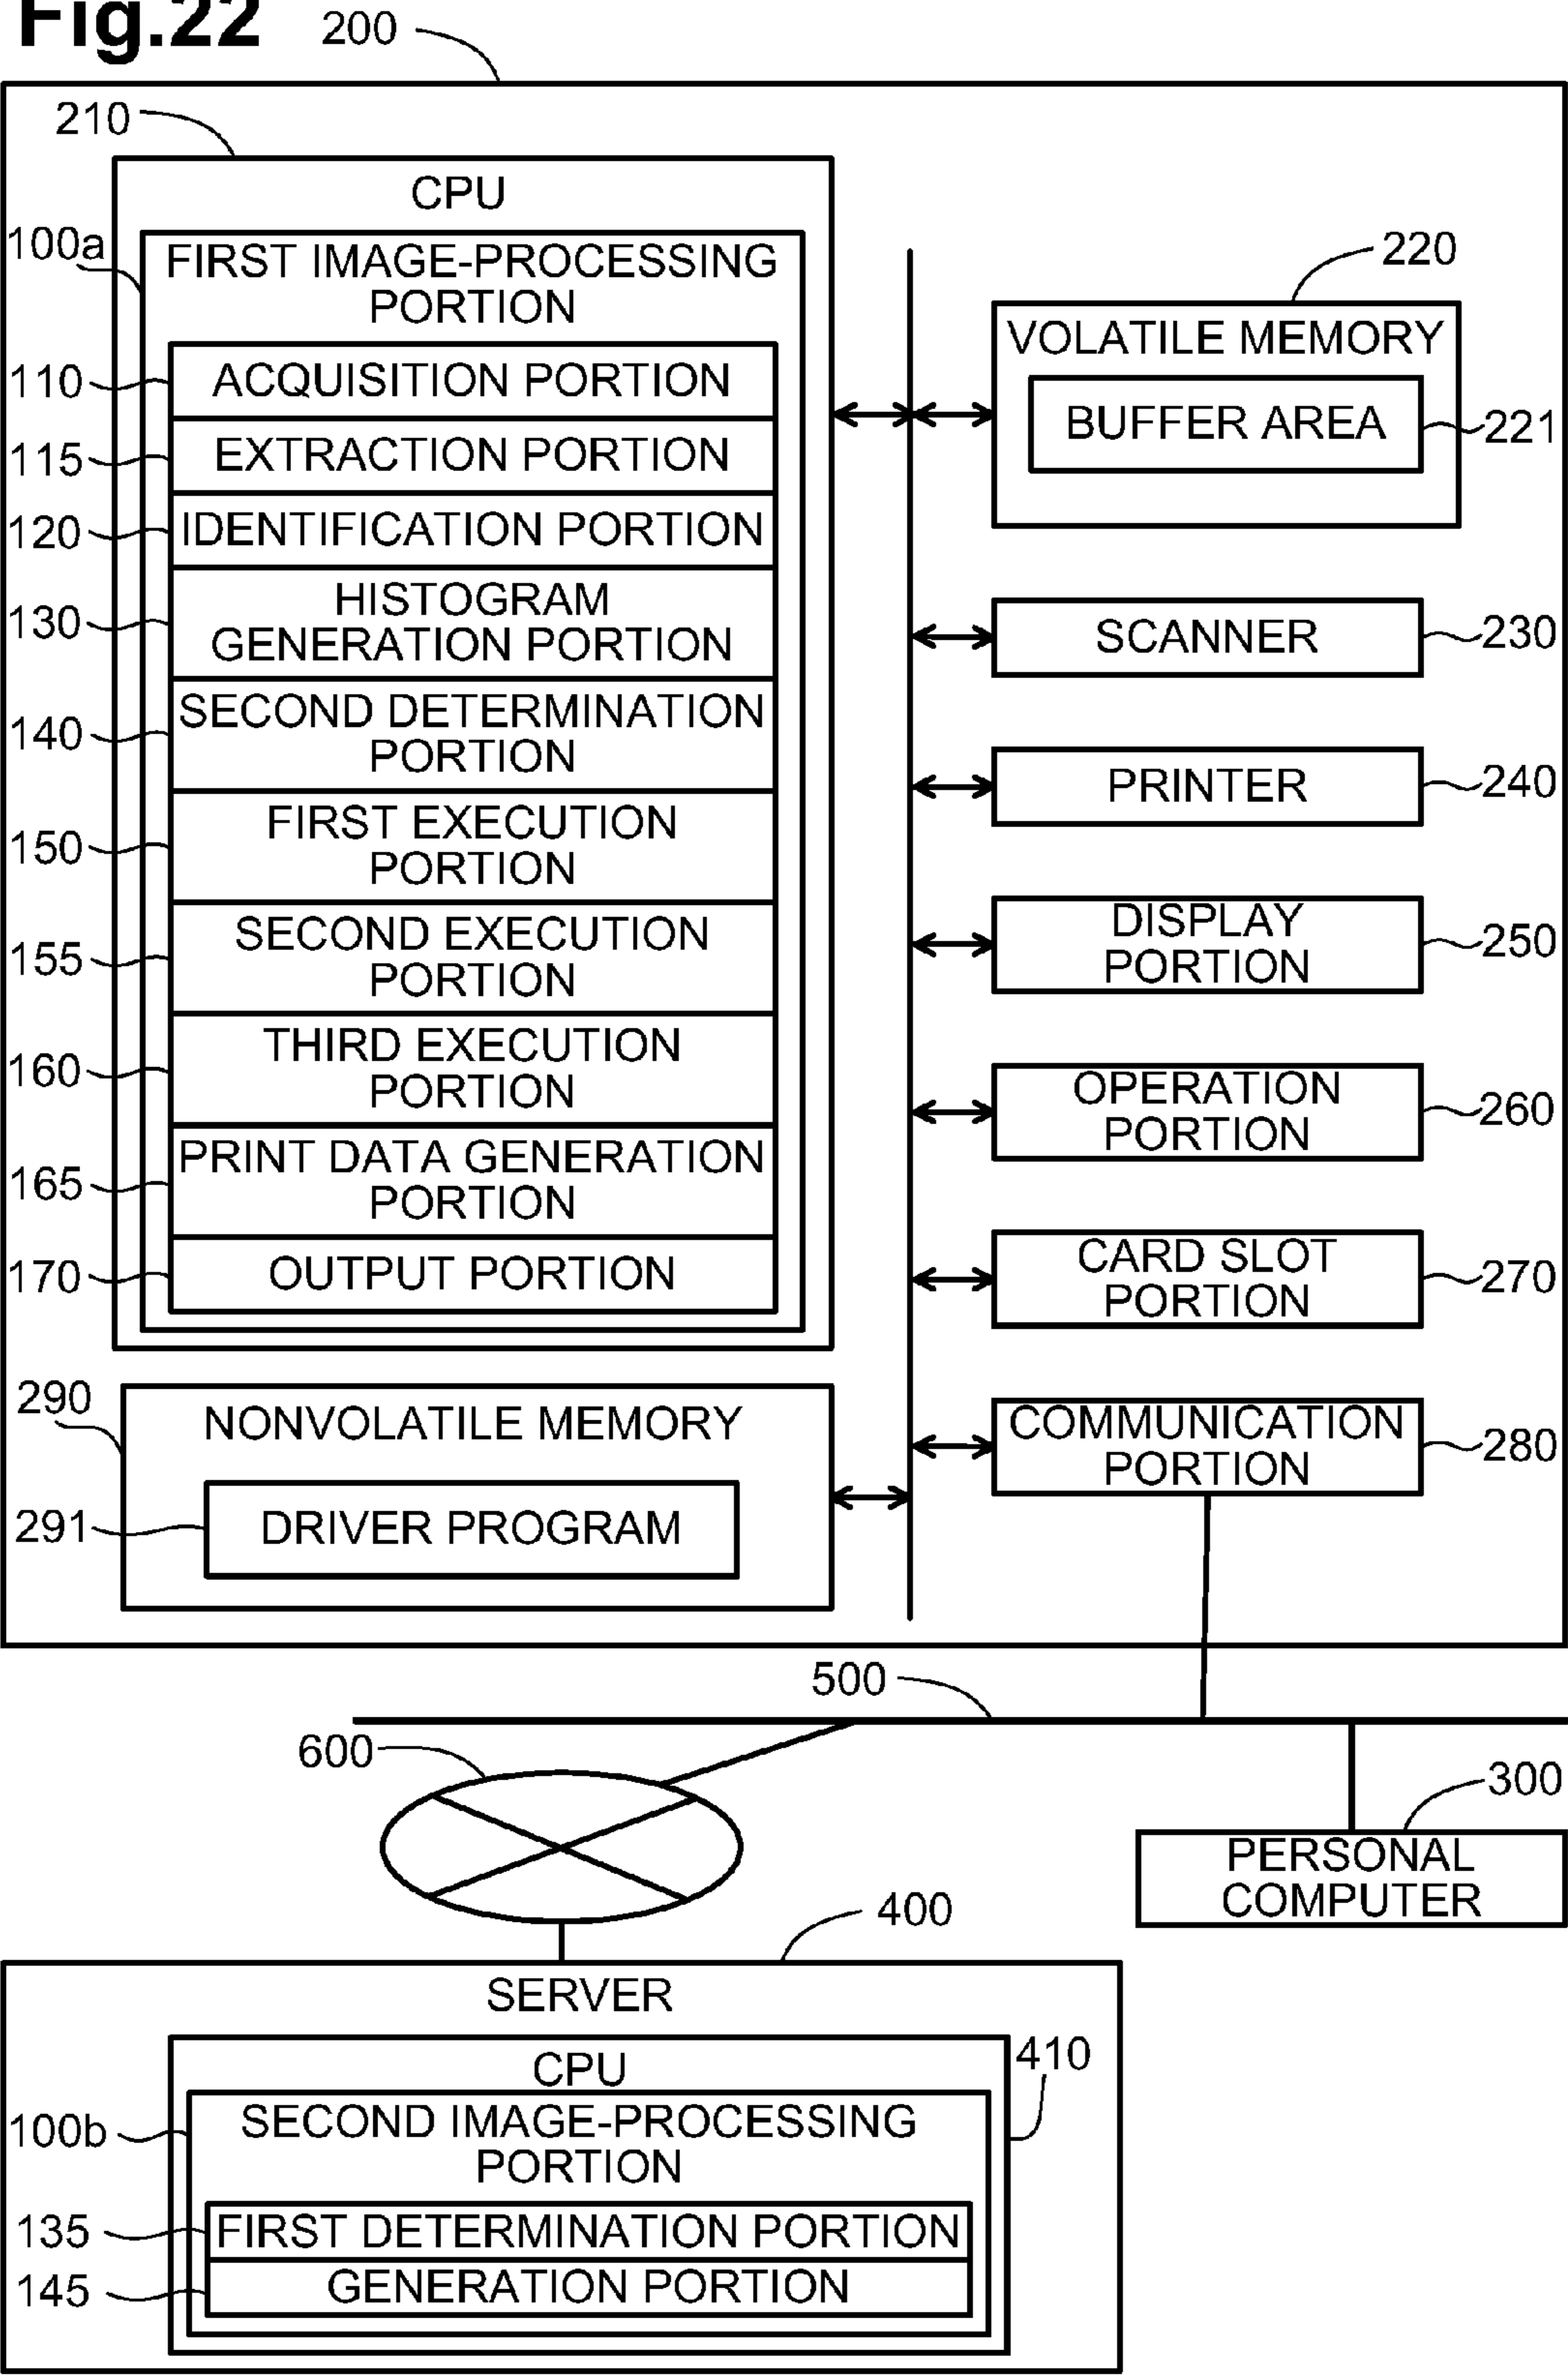 Fig.22
200
210
CPU
100a
FIRST IMAGE-PROCESSING
PORTION
110
ACQUISITION PORTION
115
EXTRACTION PORTION
120
IDENTIFICATION PORTION
130
HISTOGRAM
GENERATION PORTION
140
SECOND DETERMINATION
PORTION
150
FIRST EXECUTION
PORTION
155
SECOND EXECUTION
PORTION
160
THIRD EXECUTION
PORTION
165
PRINT DATA GENERATION
PORTION
170
OUTPUT PORTION
290
NONVOLATILE MEMORY
291
DRIVER PROGRAM
220
VOLATILE MEMORY
BUFFER AREA
221
SCANNER
230
PRINTER
240
DISPLAY
PORTION
250
OPERATION
PORTION
260
CARD SLOT
PORTION
270
COMMUNICATION
PORTION
280
500
600
300
PERSONAL
COMPUTER
400
SERVER
410
CPU
100b
SECOND IMAGE-PROCESSING
PORTION
135
FIRST DETERMINATION PORTION
145
GENERATION PORTION